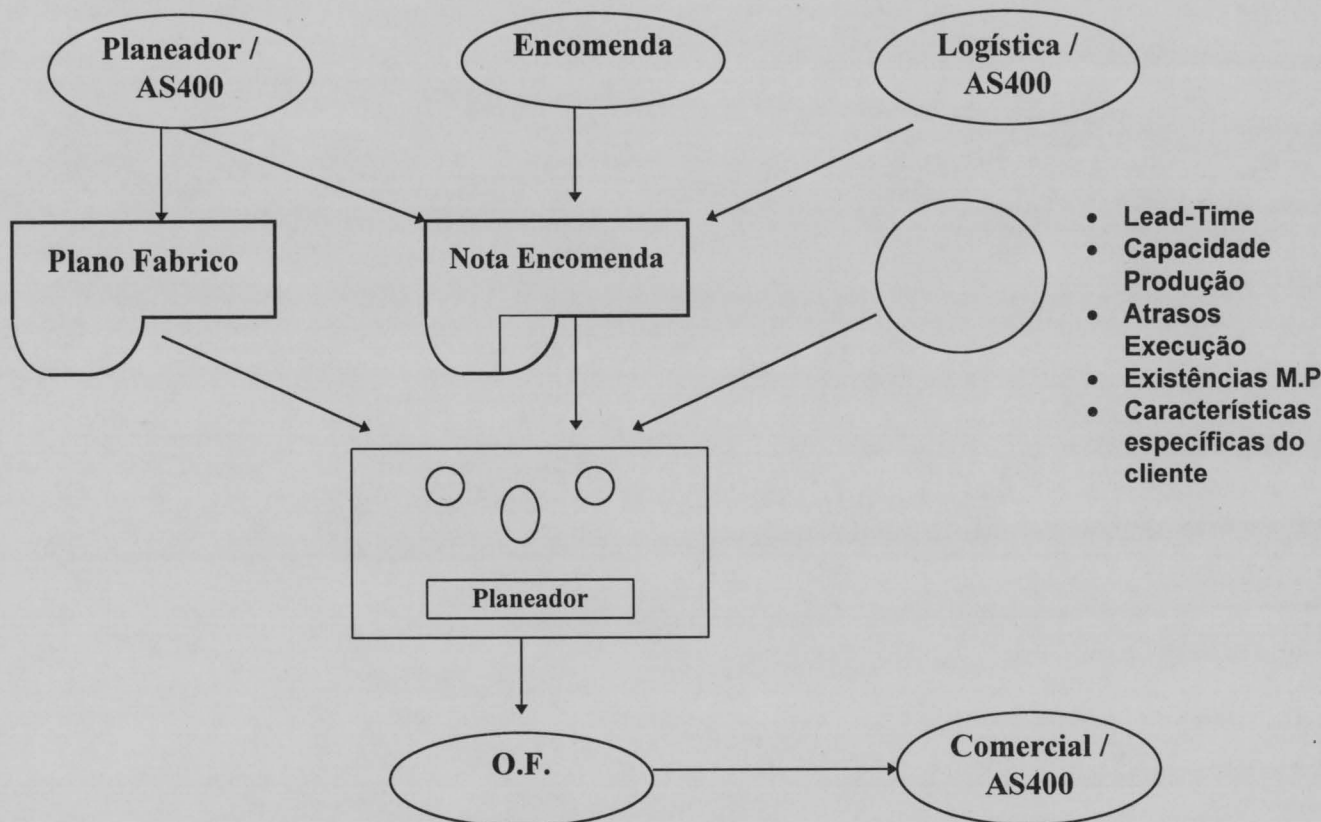 Planeador /
AS400
Encomenda
Logística /
AS400
Plano Fabrico
Nota Encomenda
• Lead-Time
• Capacidade
Produção
• Atrasos
Execução
• Existências M.P
• Características
específicas do
cliente
Planeador
O.F.
Comercial /
AS400